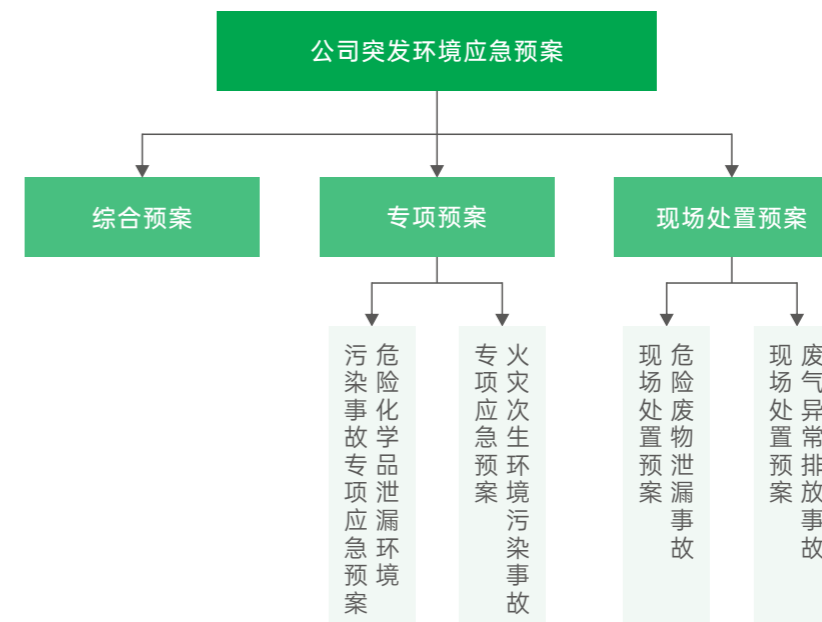 公司突发环境应急预案
综合预案
专项预案
现场处置预案
危险化学品泄漏环境
污染事故专项应急预案
火灾次生环境污染事故
专项应急预案
危险废物泄漏事故
现场处置预案
废气异常排放事故
现场处置预案